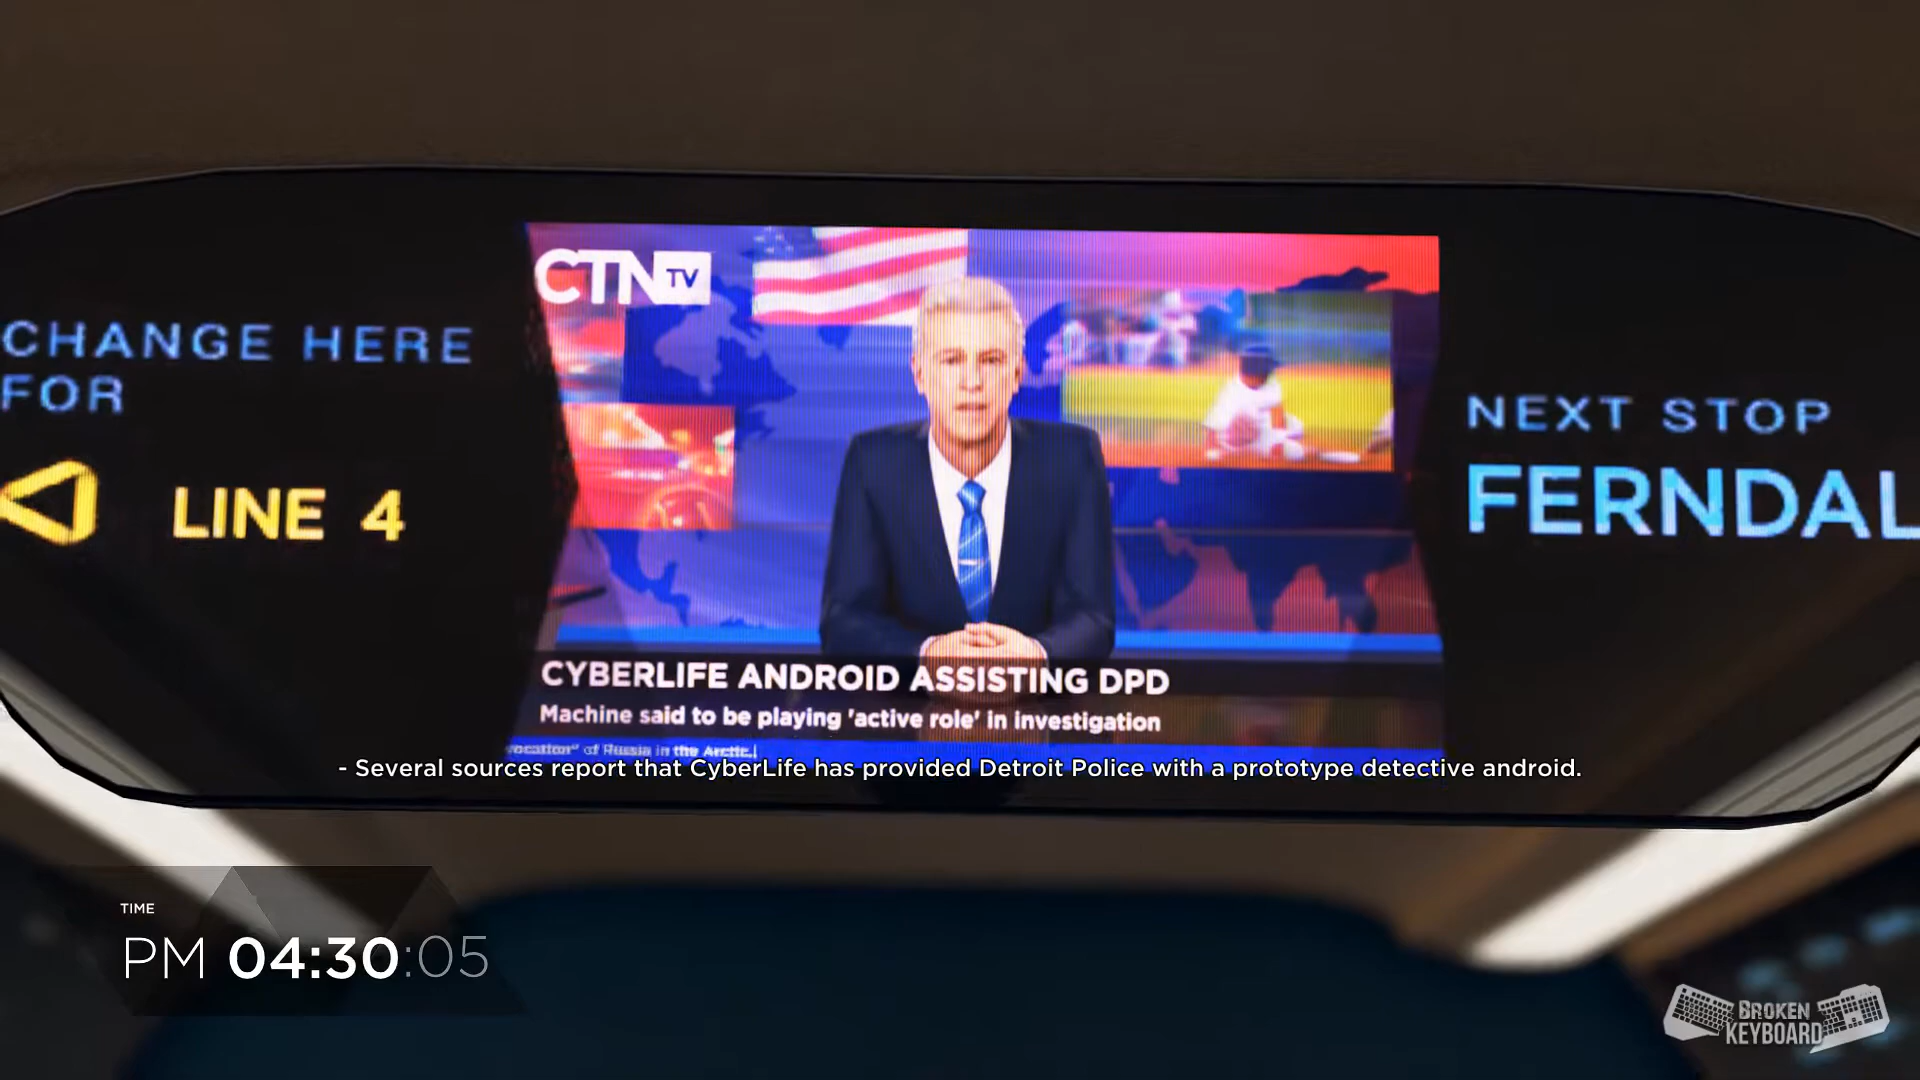 CTN TV
CHANGE HERE
FOR
LINE 4
NEXT STOP
FERNDAL
CYBERLIFE ANDROID ASSISTING DPD
Machine said to be playing 'active role' in investigation
of Russia in the Arctic.
- Several sources report that CyberLife has provided Detroit Police with a prototype detective android.
TIME
PM 04:30:05
BROKEN
KEYBOARD